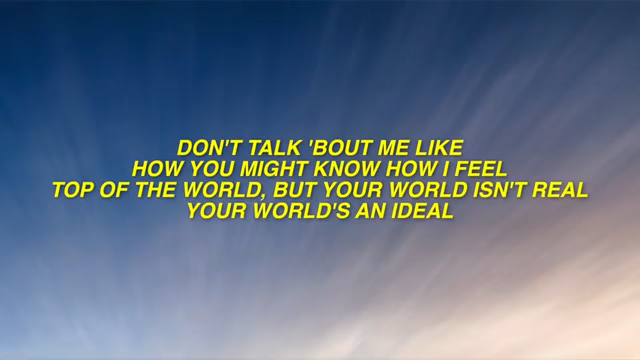 DON'T TALK 'BOUT ME LIKE
HOW YOU MIGHT KNOW HOW I FEEL
TOP OF THE WORLD, BUT YOUR WORLD ISN'T REAL
YOUR WORLD'S AN IDEAL